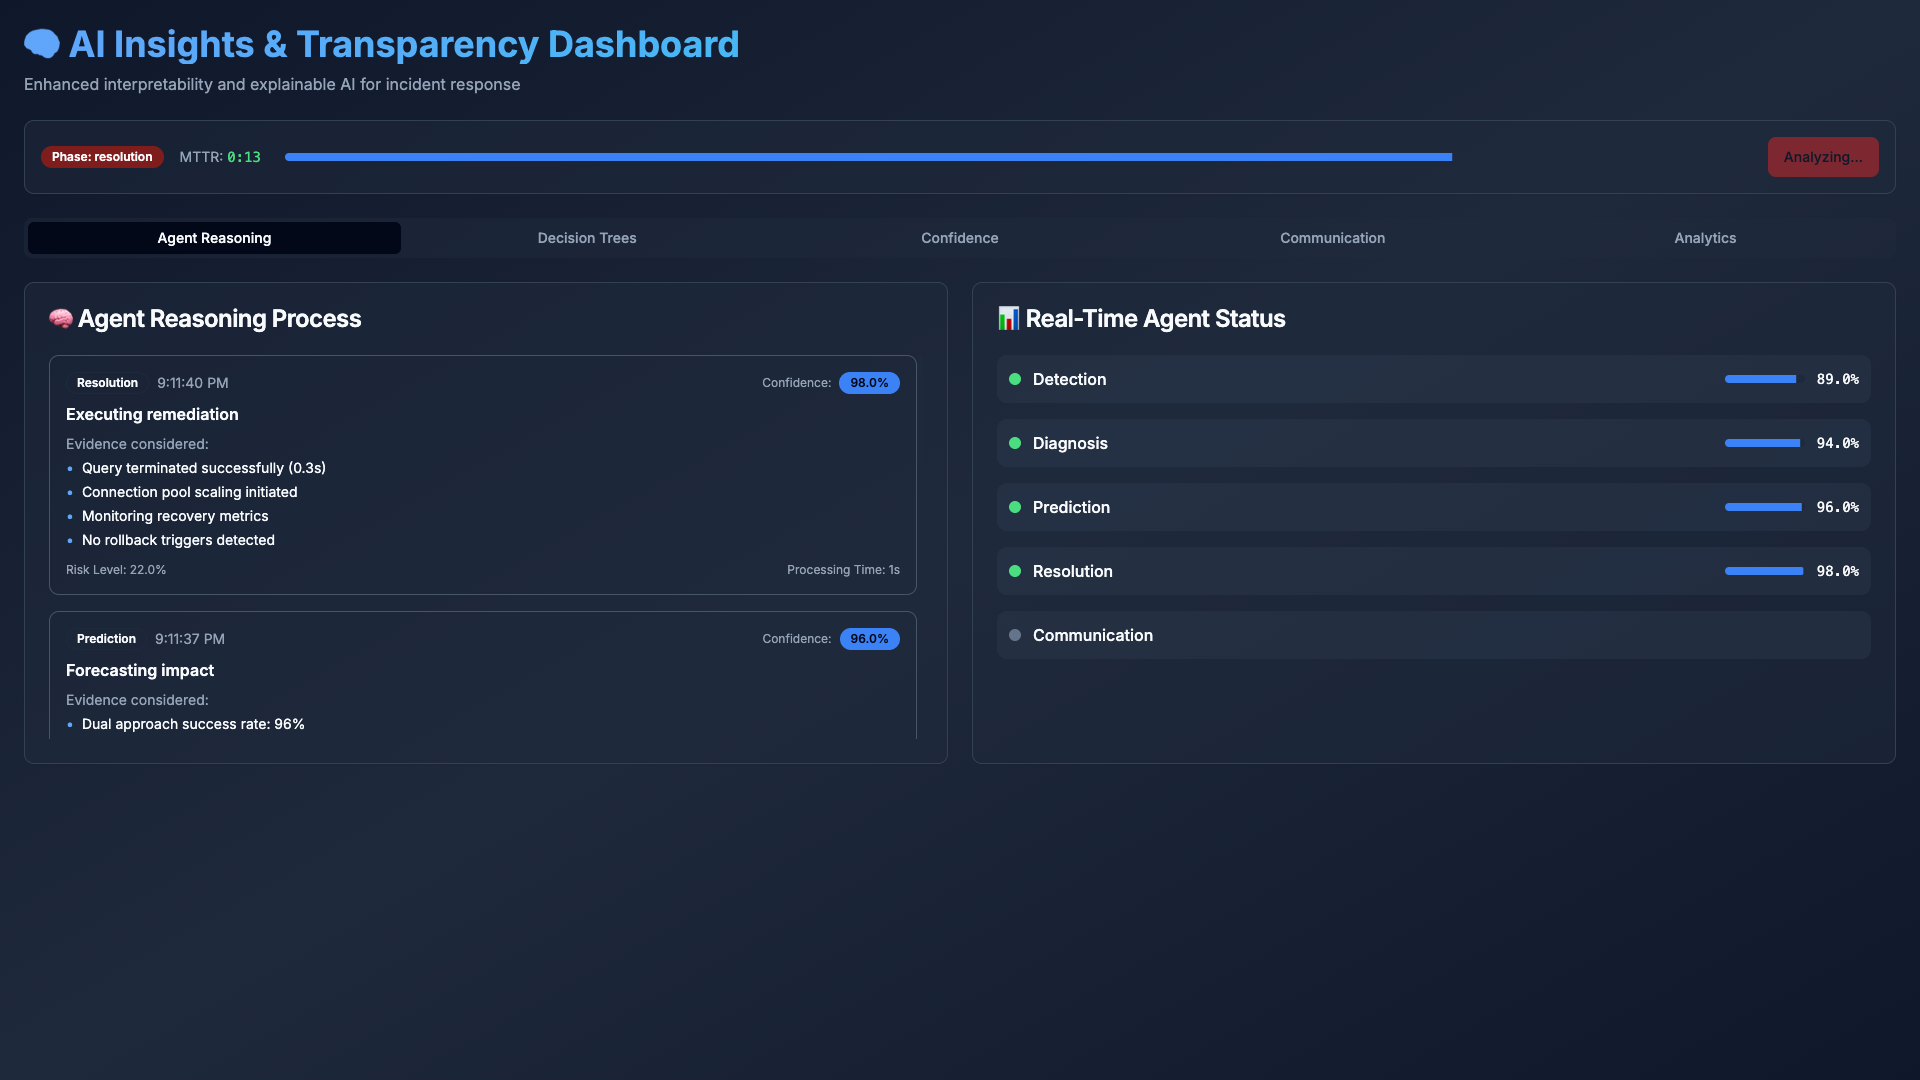 AI Insights & Transparency Dashboard
Enhanced interpretability and explainable AI for incident response
Phase: resolution MTTR: 0:13 Analyzing...
Agent Reasoning Decision Trees Confidence Communication Analytics
Agent Reasoning Process
Resolution 9:11:40 PM Confidence: 98.0%
Executing remediation
Evidence considered:
• Query terminated successfully (0.3s)
• Connection pool scaling initiated
• Monitoring recovery metrics
• No rollback triggers detected
Risk Level: 22.0% Processing Time: 1s
Prediction 9:11:37 PM Confidence: 96.0%
Forecasting impact
Evidence considered:
• Dual approach success rate: 96%
Real-Time Agent Status
Detection 89.0%
Diagnosis 94.0%
Prediction 96.0%
Resolution 98.0%
Communication